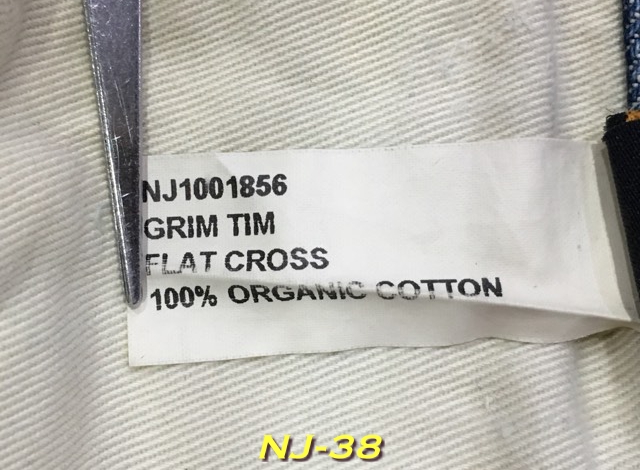 NJ1001856
GRIM TIM
FLAT CROSS
100% ORGANIC COTTON
NJ-38